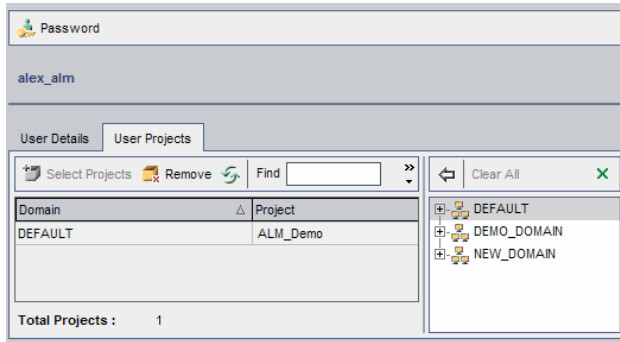 Password
alex_alm
User Details User Projects
Select Projects Remove Find Clear All
Domain Project
DEFAULT ALM_Demo
DEFAULT
DEMO_DOMAIN
NEW_DOMAIN
Total Projects : 1